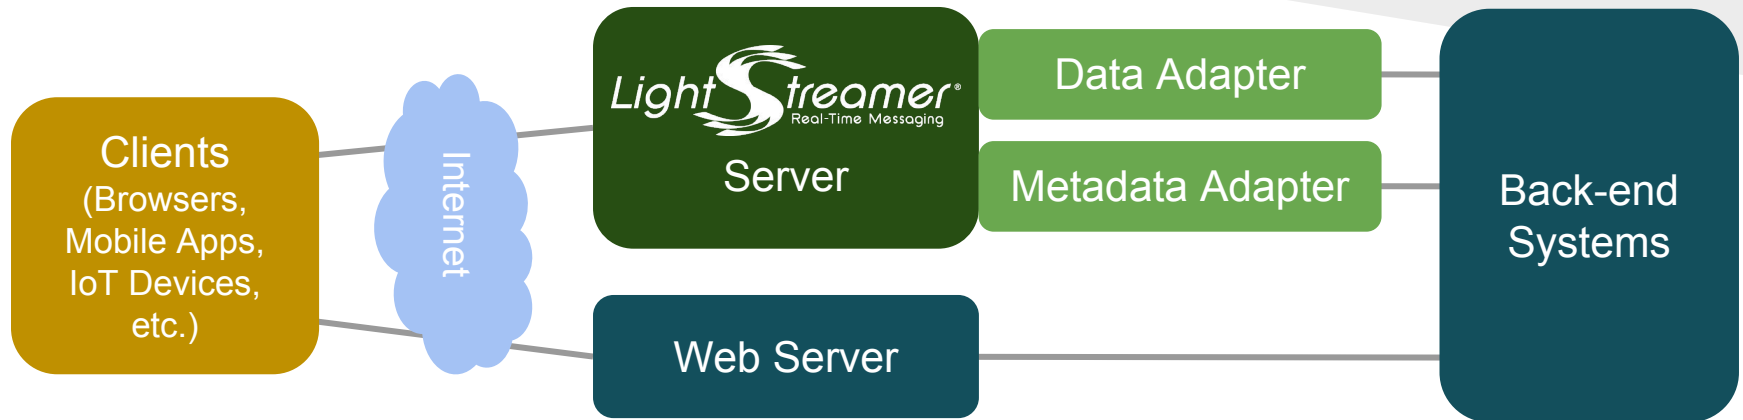 Clients
(Browsers,
Mobile Apps,
IoT Devices,
etc.)
Internet
LightStreamer®
Real-Time Messaging
Server
Data Adapter
Metadata Adapter
Web Server
Back-end
Systems